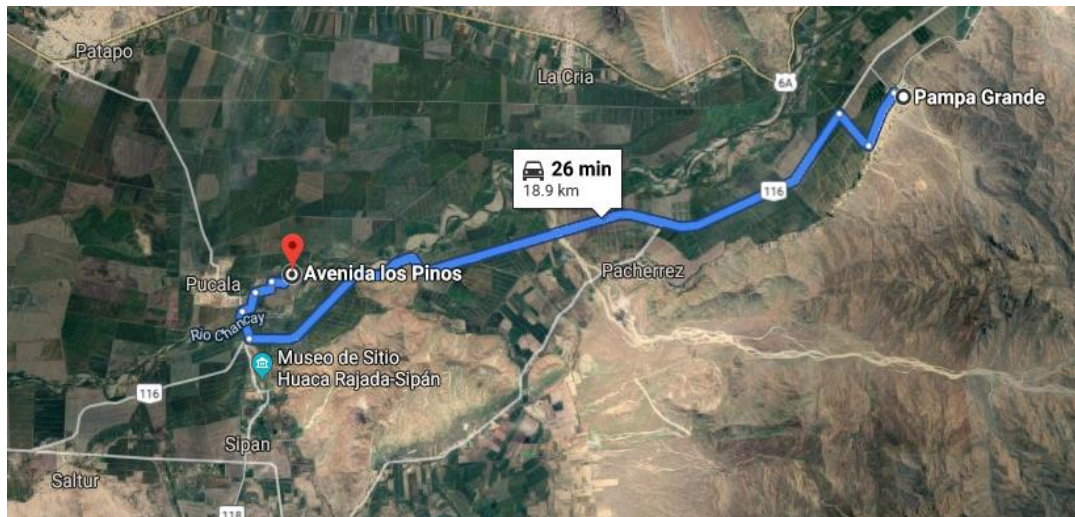 Patapo
La Cria
6A
Pampa Grande
26 min
18.9 km
116
Avenida los Pinos
Pucala
Pacherrez
Rio Chancay
Museo de Sitio
Huaca Rajada-Sipán
116
Sipan
Saltur
118